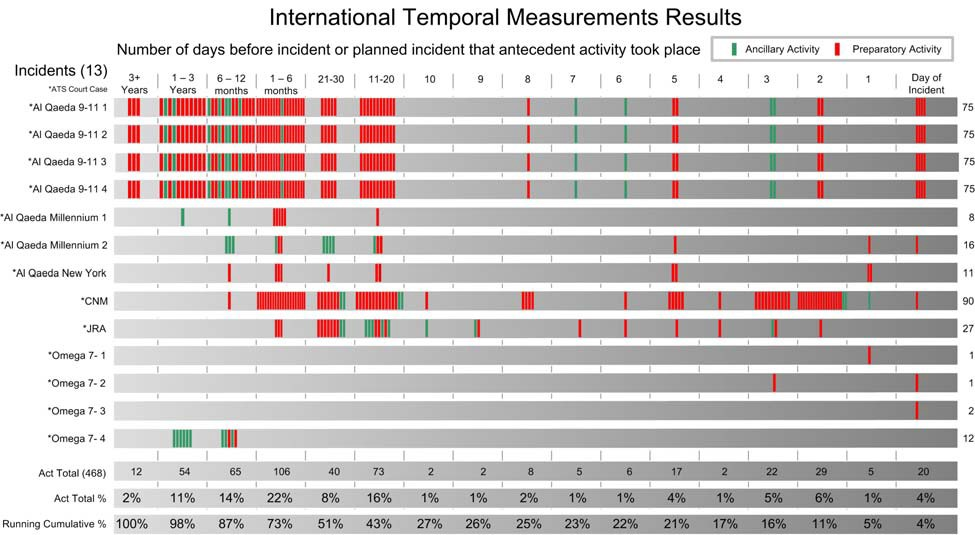 International Temporal Measurements Results
Number of days before incident or planned incident that antecedent activity took place
Ancillary Activity Preparatory Activity
Incidents (13)
*ATS Court Case
3+ Years 1 – 3 Years 6 – 12 months 1 – 6 months 21-30 11-20 10 9 8 7 6 5 4 3 2 1 Day of Incident
*Al Qaeda 9-11 1 75
*Al Qaeda 9-11 2 75
*Al Qaeda 9-11 3 75
*Al Qaeda 9-11 4 75
*Al Qaeda Millennium 1 8
*Al Qaeda Millennium 2 16
*Al Qaeda New York 11
*CNM 90
*JRA 27
*Omega 7- 1 1
*Omega 7- 2 1
*Omega 7- 3 2
*Omega 7- 4 12
Act Total (468) 12 54 65 106 40 73 2 2 8 5 6 17 2 22 29 5 20
Act Total % 2% 11% 14% 22% 8% 16% 1% 1% 2% 1% 1% 4% 1% 5% 6% 1% 4%
Running Cumulative % 100% 98% 87% 73% 51% 43% 27% 26% 25% 23% 22% 21% 17% 16% 11% 5% 4%